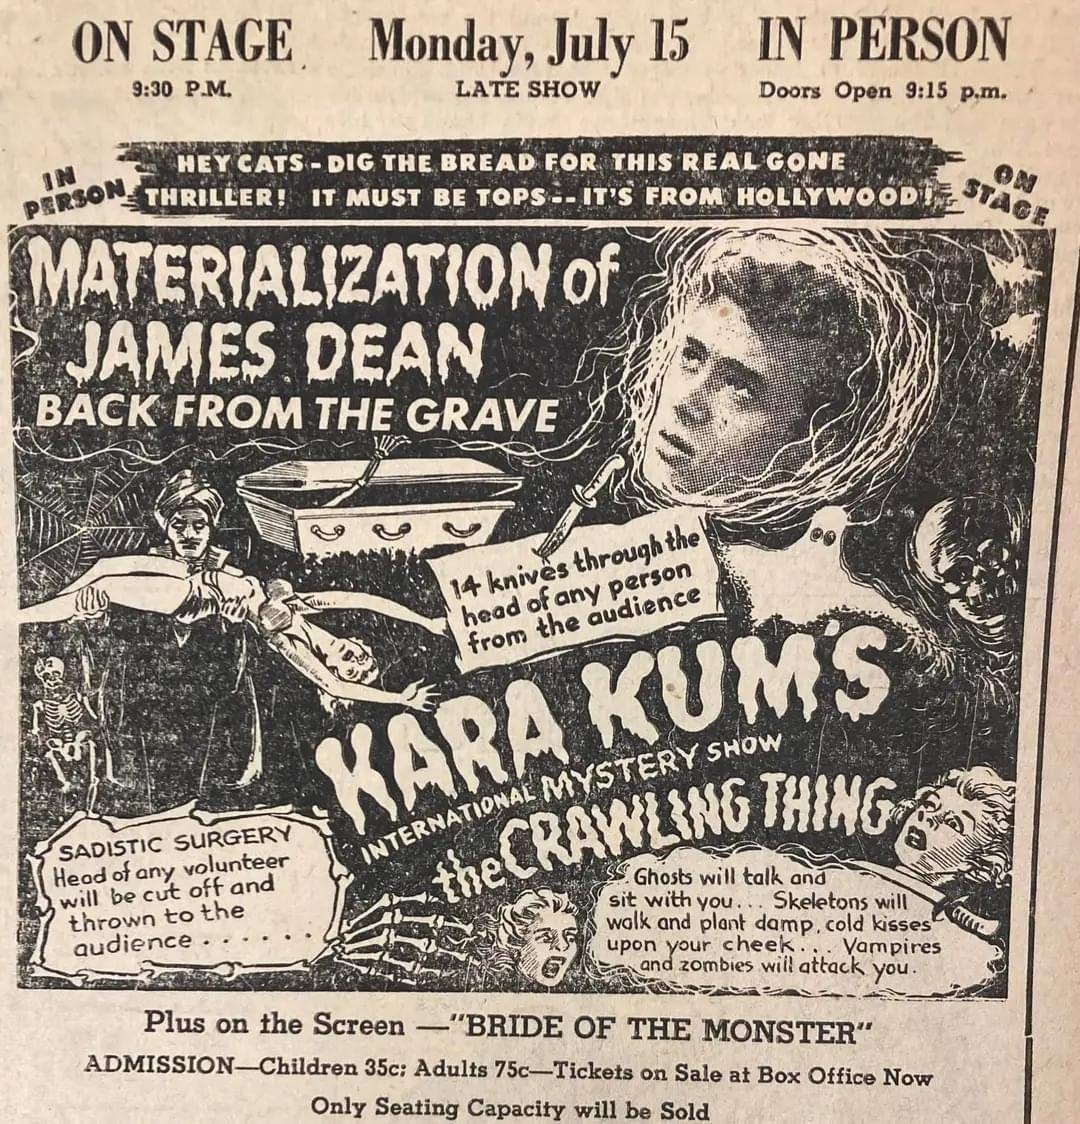 ON STAGE
9:30 P.M.
Monday, July 15
LATE SHOW
IN PERSON
Doors Open 9:15 p.m.
IN
PERSON
HEY CATS - DIG THE BREAD FOR THIS REAL GONE
THRILLER! IT MUST BE TOPS -- IT'S FROM HOLLYWOOD!
ON
STAGE
MATERIALIZATION of
JAMES DEAN
BACK FROM THE GRAVE
14 knives through the
head of any person
from the audience
KARA KUM'S
INTERNATIONAL MYSTERY SHOW
the CRAWLING THING
SADISTIC SURGERY
Head of any volunteer
will be cut off and
thrown to the
audience . . . . . .
Ghosts will talk and
sit with you... Skeletons will
walk and plant damp, cold kisses
upon your cheek... Vampires
and zombies will attack you.
Plus on the Screen —"BRIDE OF THE MONSTER"
ADMISSION—Children 35c; Adults 75c—Tickets on Sale at Box Office Now
Only Seating Capacity will be Sold